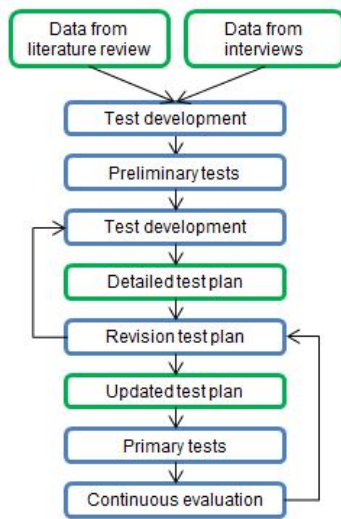 Data from
literature review
Data from
interviews
Test development
Preliminary tests
Test development
Detailed test plan
Revision test plan
Updated test plan
Primary tests
Continuous evaluation